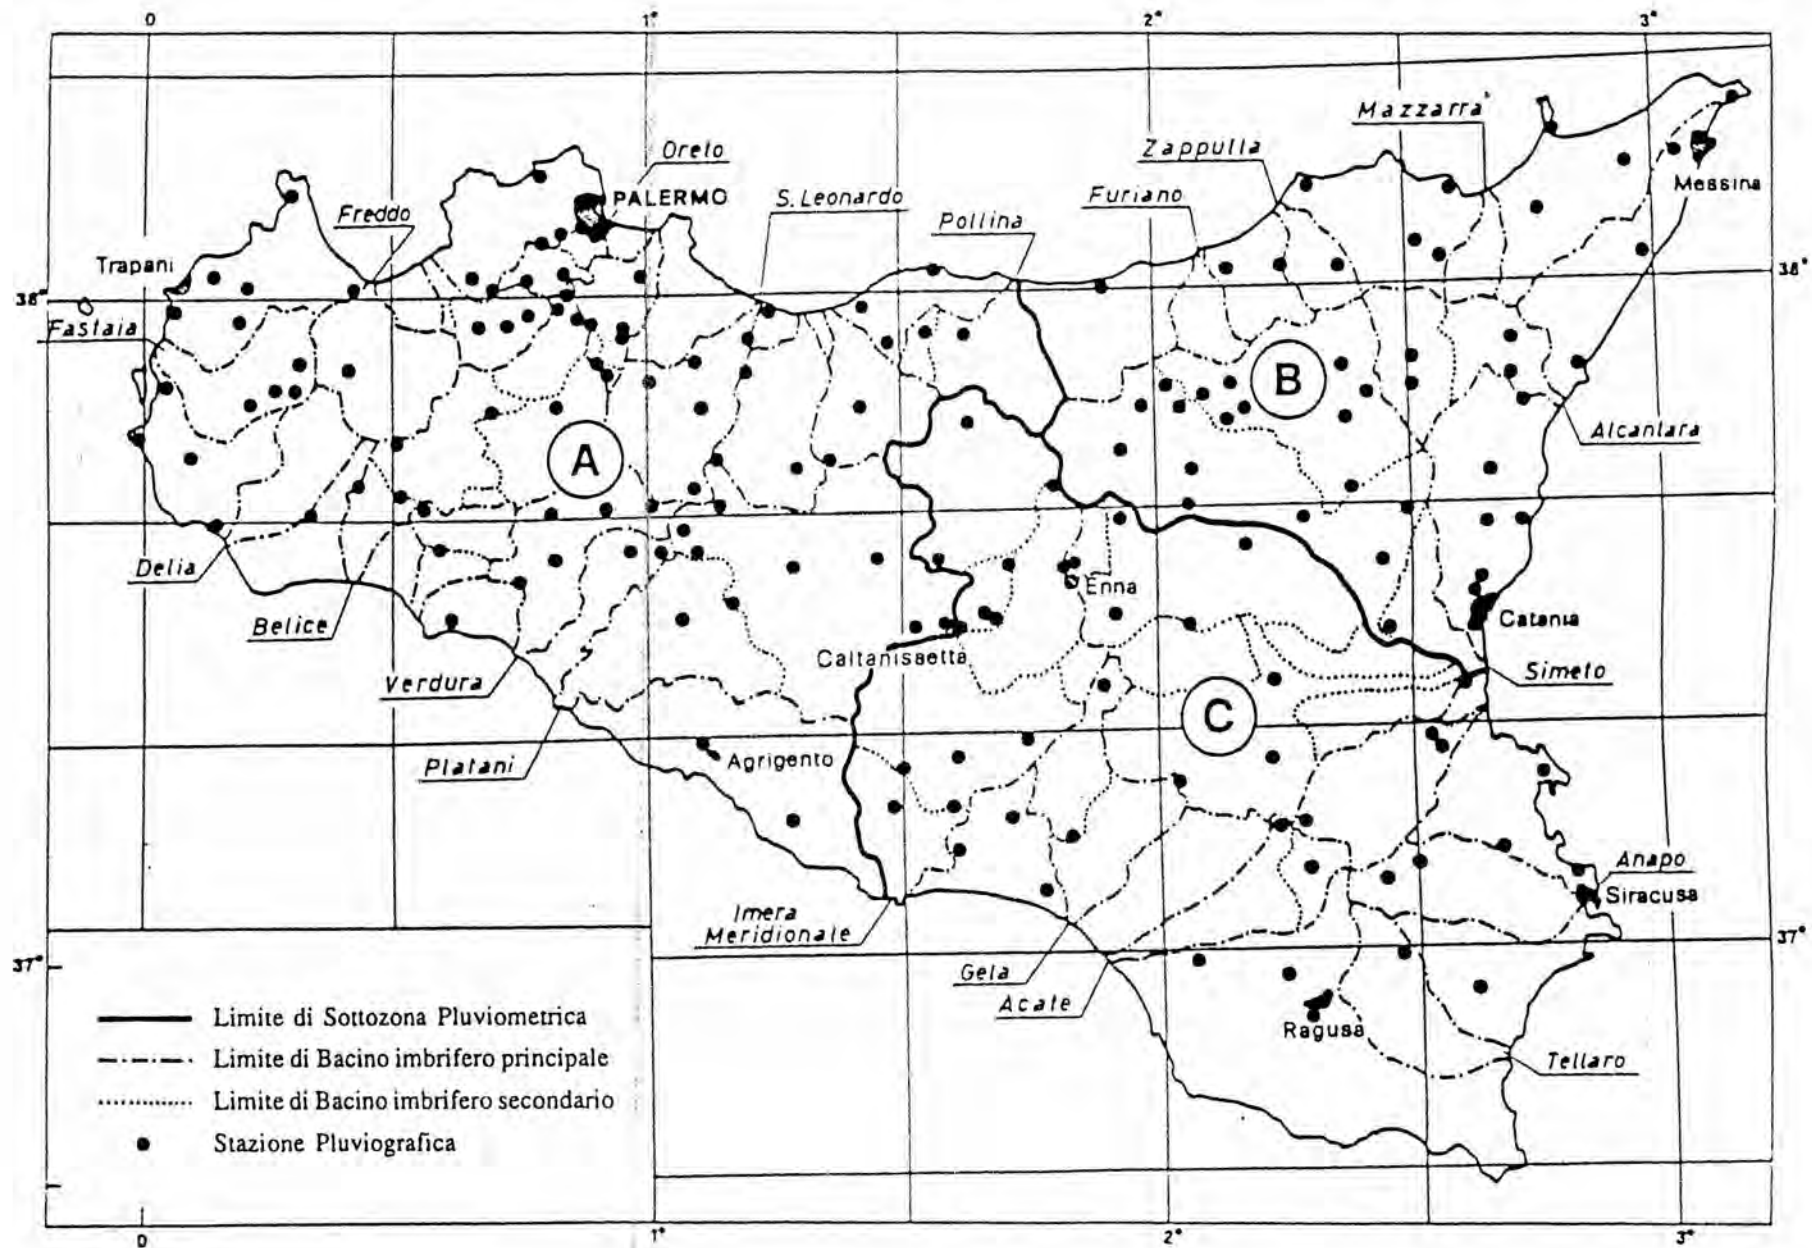 0 1° 2° 3°
Mazzarra'
Oreto
Zappulla
Messina
PALERMO
S. Leonardo
Furiano
Freddo
Pollina
Trapani
38° 38°
Fastaia
B
Alcantara
A
Delia
Enna
Belice
Catania
Caltanissetta
Simeto
Verdura
C
Platani
Agrigento
Anapo
Siracusa
Imera
Meridionale
37° 37°
Gela
Acate
Limite di Sottozona Pluviometrica
Ragusa
Limite di Bacino imbrifero principale
Tellaro
Limite di Bacino imbrifero secondario
Stazione Pluviografica
0 1° 2° 3°